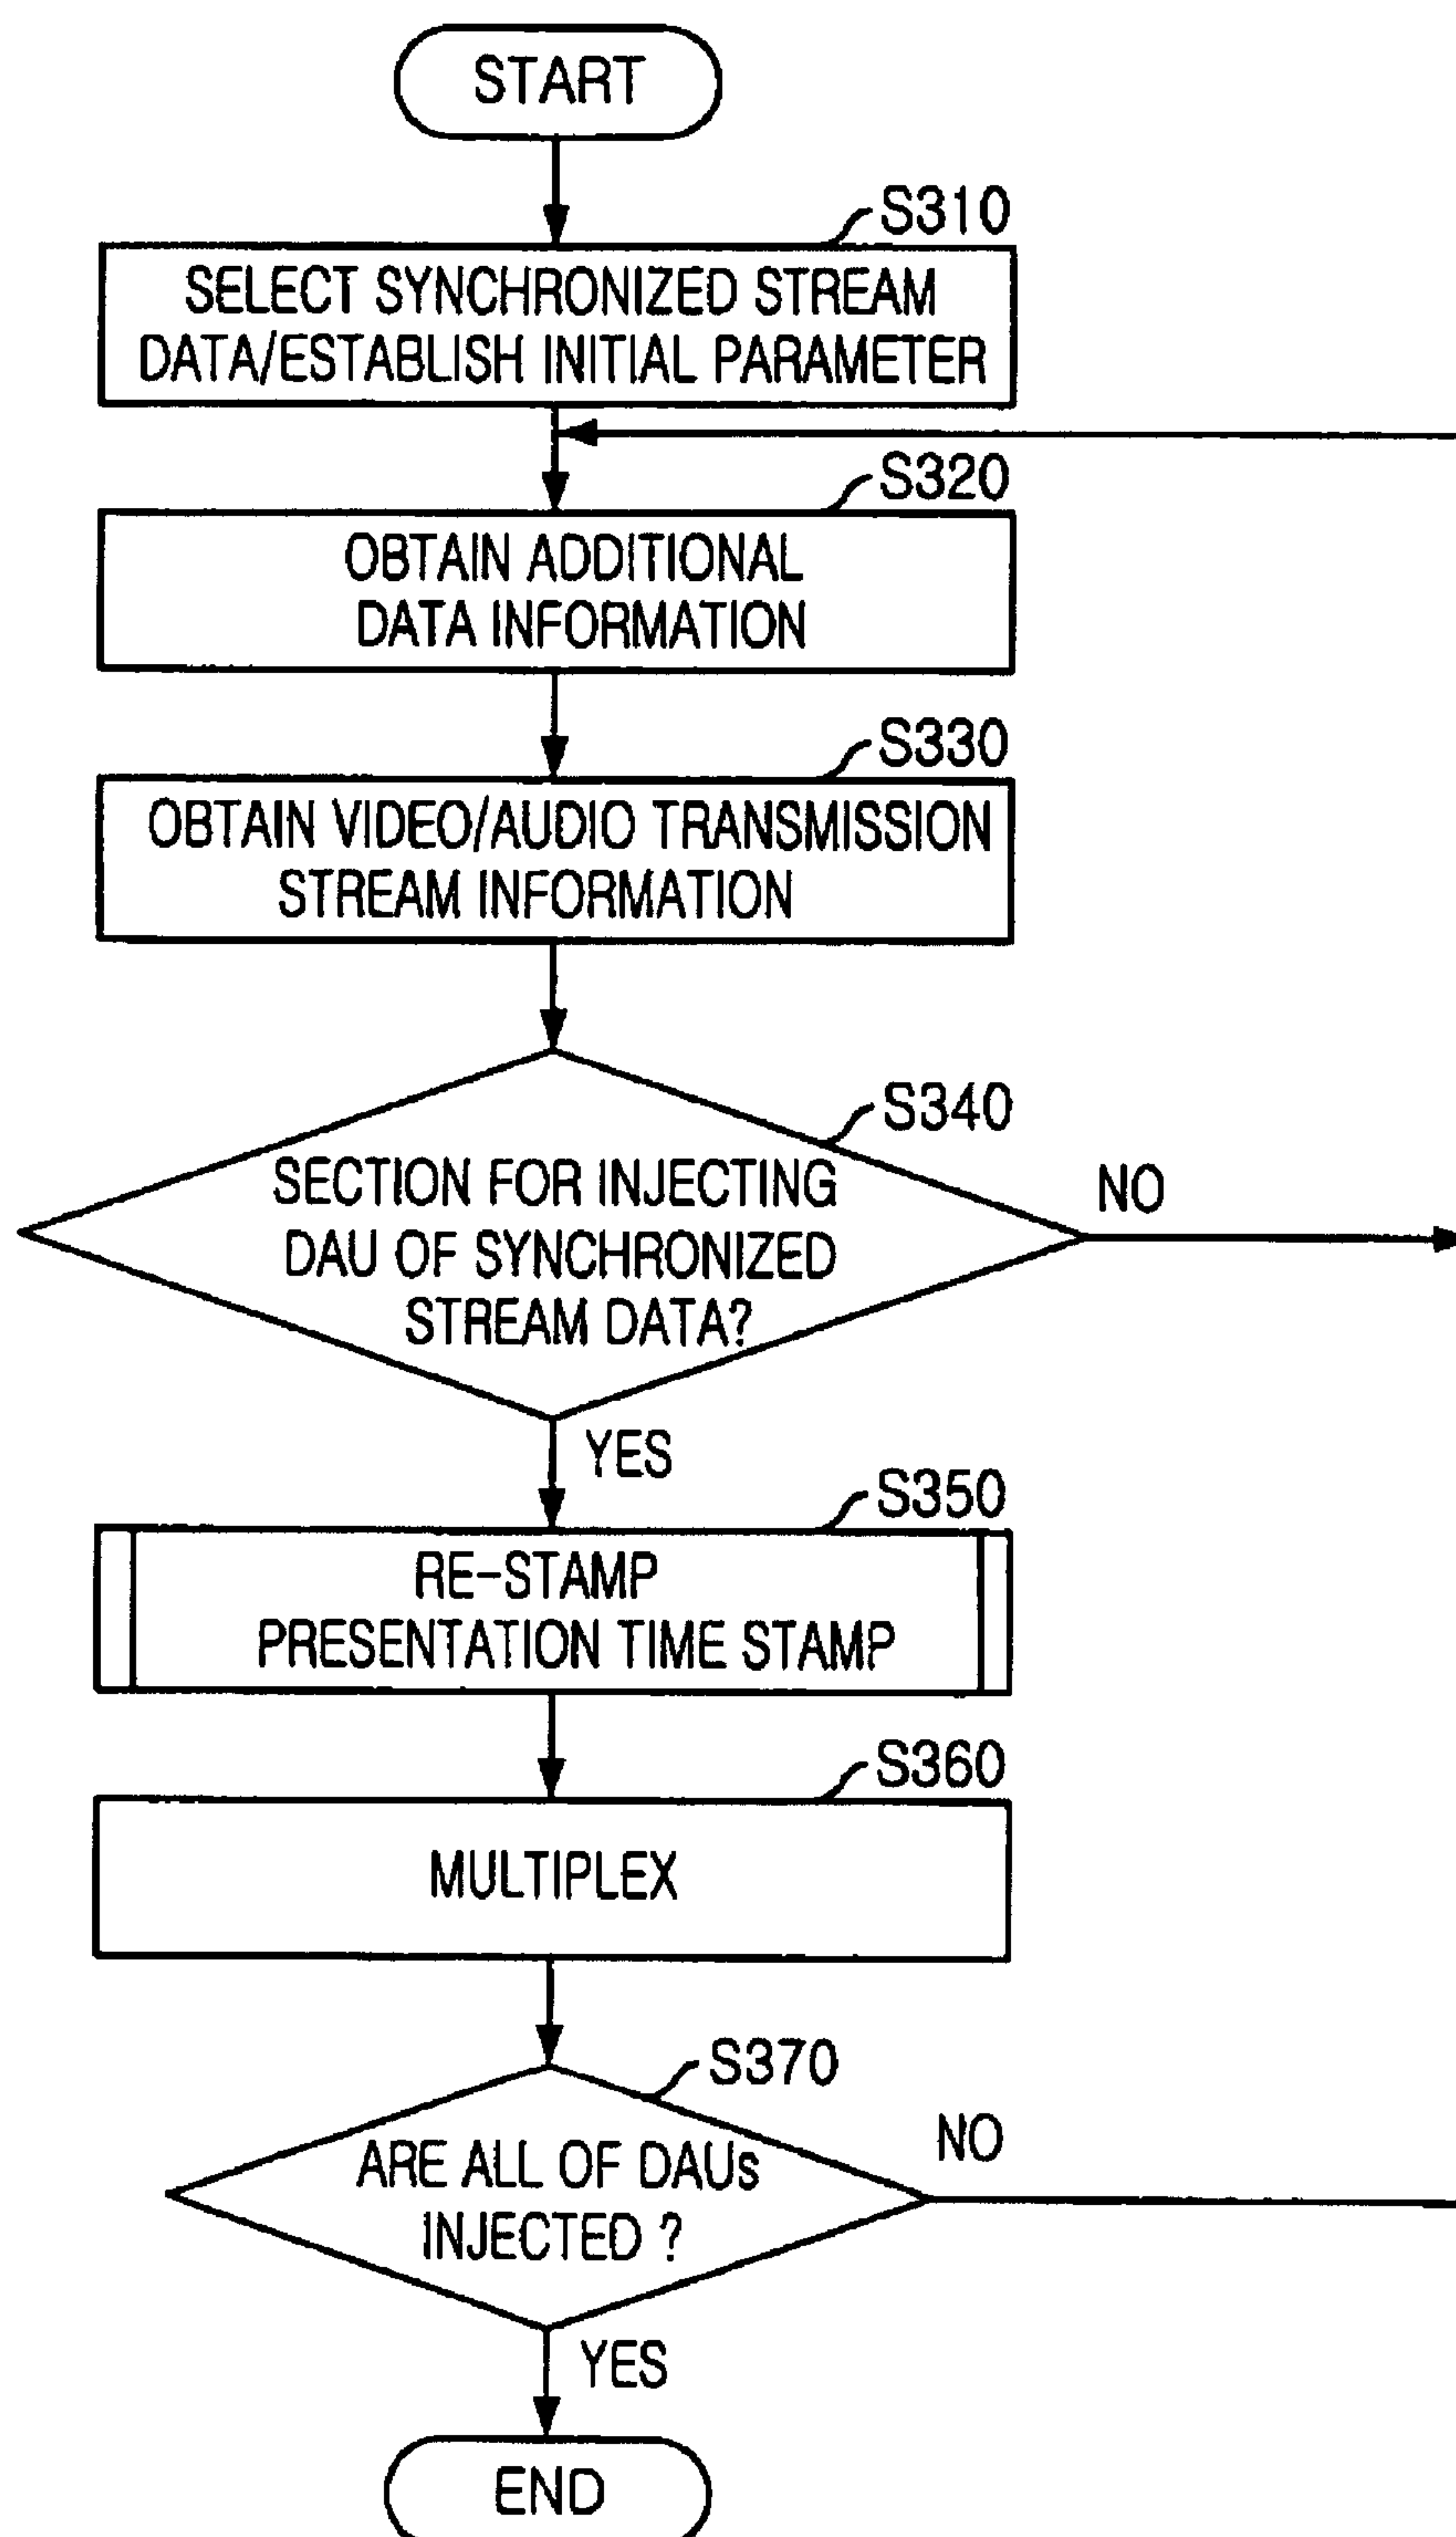 START
S310
SELECT SYNCHRONIZED STREAM
DATA/ESTABLISH INITIAL PARAMETER
S320
OBTAIN ADDITIONAL
DATA INFORMATION
S330
OBTAIN VIDEO/AUDIO TRANSMISSION
STREAM INFORMATION
S340
SECTION FOR INJECTING
DAU OF SYNCHRONIZED
STREAM DATA?
NO
YES
S350
RE-STAMP
PRESENTATION TIME STAMP
S360
MULTIPLEX
S370
ARE ALL OF DAUs
INJECTED ?
NO
YES
END